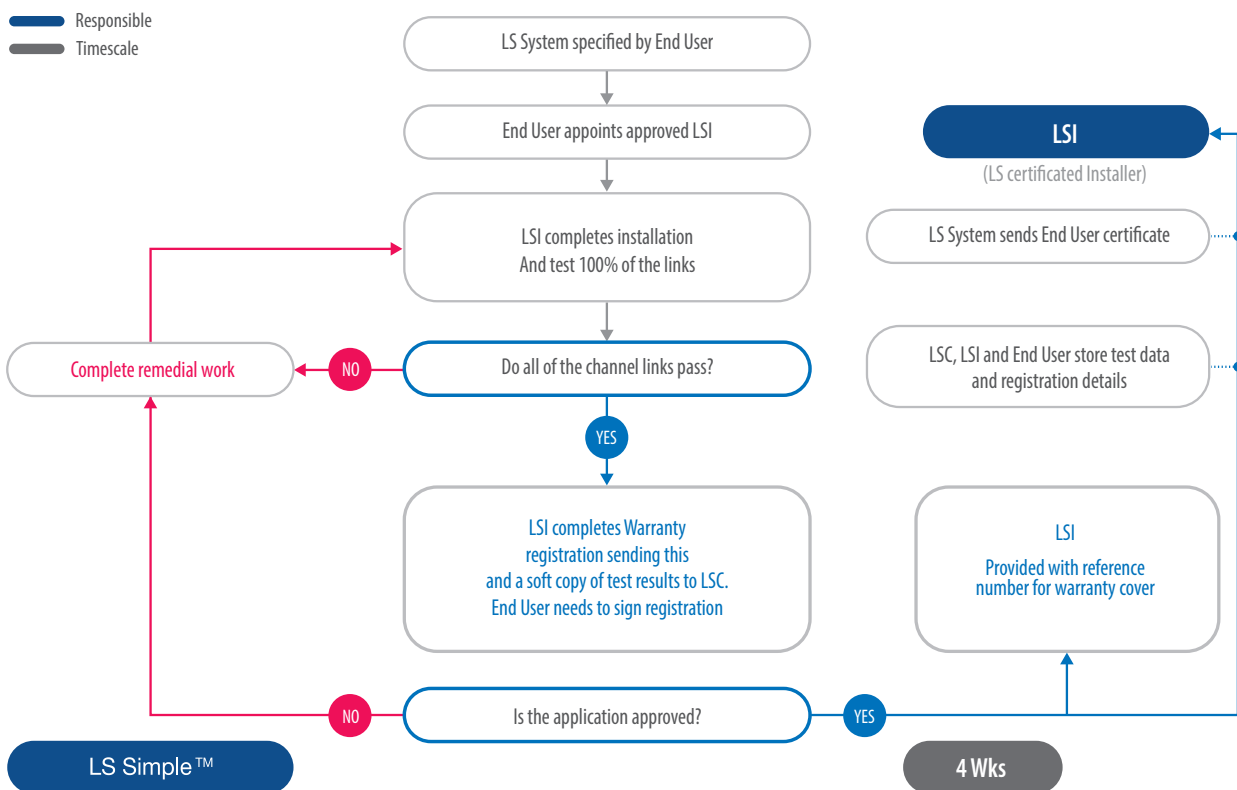 Responsible
Timescale
LS System specified by End User
End User appoints approved LSI
LSI completes installation
And test 100% of the links
Do all of the channel links pass?
NO
Complete remedial work
YES
LSI completes Warranty
registration sending this
and a soft copy of test results to LSC.
End User needs to sign registration
Is the application approved?
NO
YES
LSI
(LS certificated Installer)
LS System sends End User certificate
LSC, LSI and End User store test data
and registration details
LSI
Provided with reference
number for warranty cover
LS Simple™
4 Wks